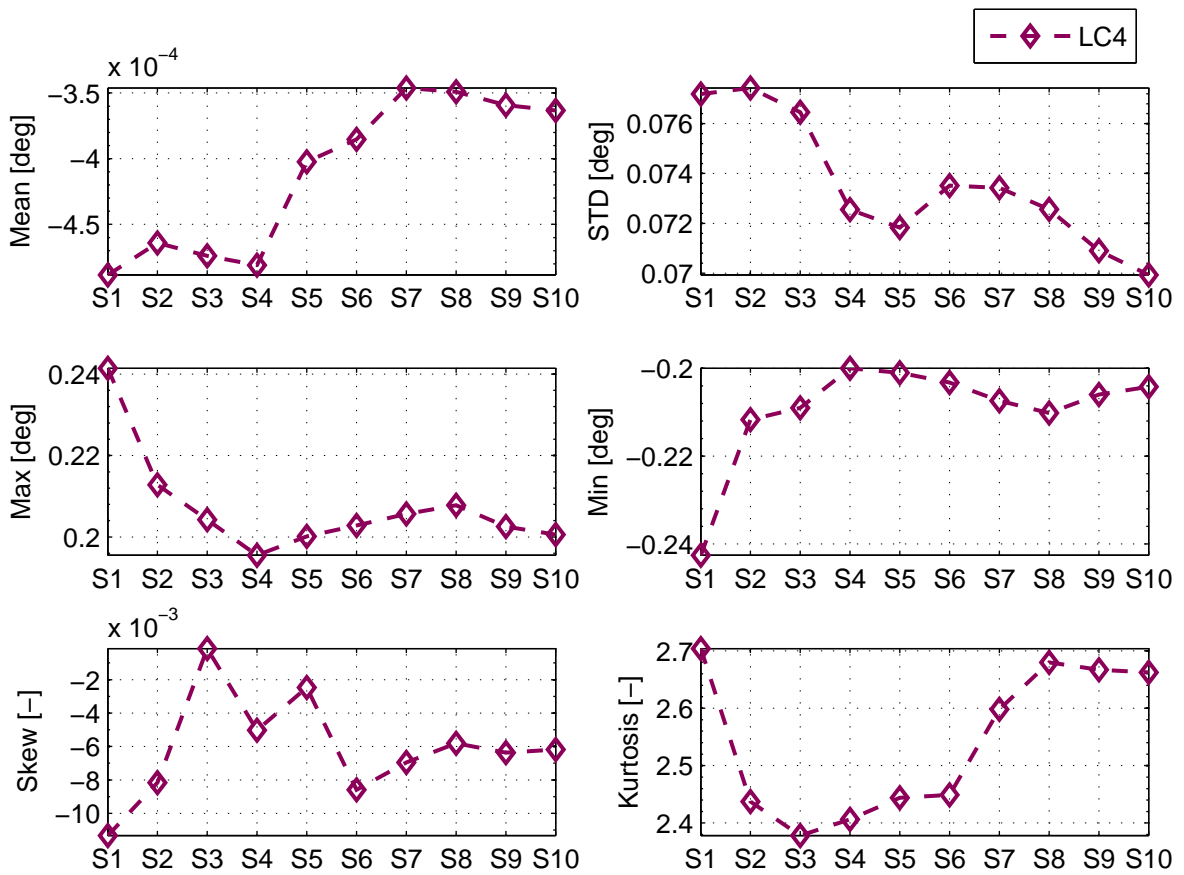 LC4
x 10−4
−3.5
−4
−4.5
Mean [deg]
S1 S2 S3 S4 S5 S6 S7 S8 S9 S10
0.076
0.074
0.072
0.07
STD [deg]
S1 S2 S3 S4 S5 S6 S7 S8 S9 S10
0.24
0.22
0.2
Max [deg]
S1 S2 S3 S4 S5 S6 S7 S8 S9 S10
−0.2
−0.22
−0.24
Min [deg]
S1 S2 S3 S4 S5 S6 S7 S8 S9 S10
x 10−3
−2
−4
−6
−8
−10
Skew [−]
S1 S2 S3 S4 S5 S6 S7 S8 S9 S10
2.7
2.6
2.5
2.4
Kurtosis [−]
S1 S2 S3 S4 S5 S6 S7 S8 S9 S10